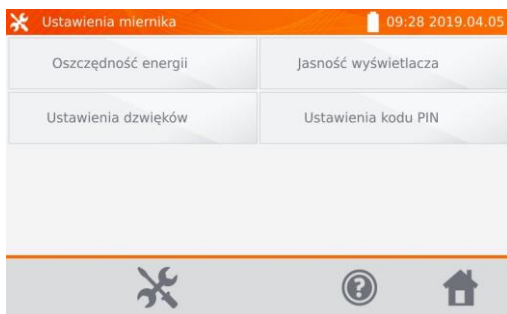 Ustawienia miernika 09:28 2019.04.05
Oszczędność energii Jasność wyświetlacza
Ustawienia dzwięków Ustawienia kodu PIN